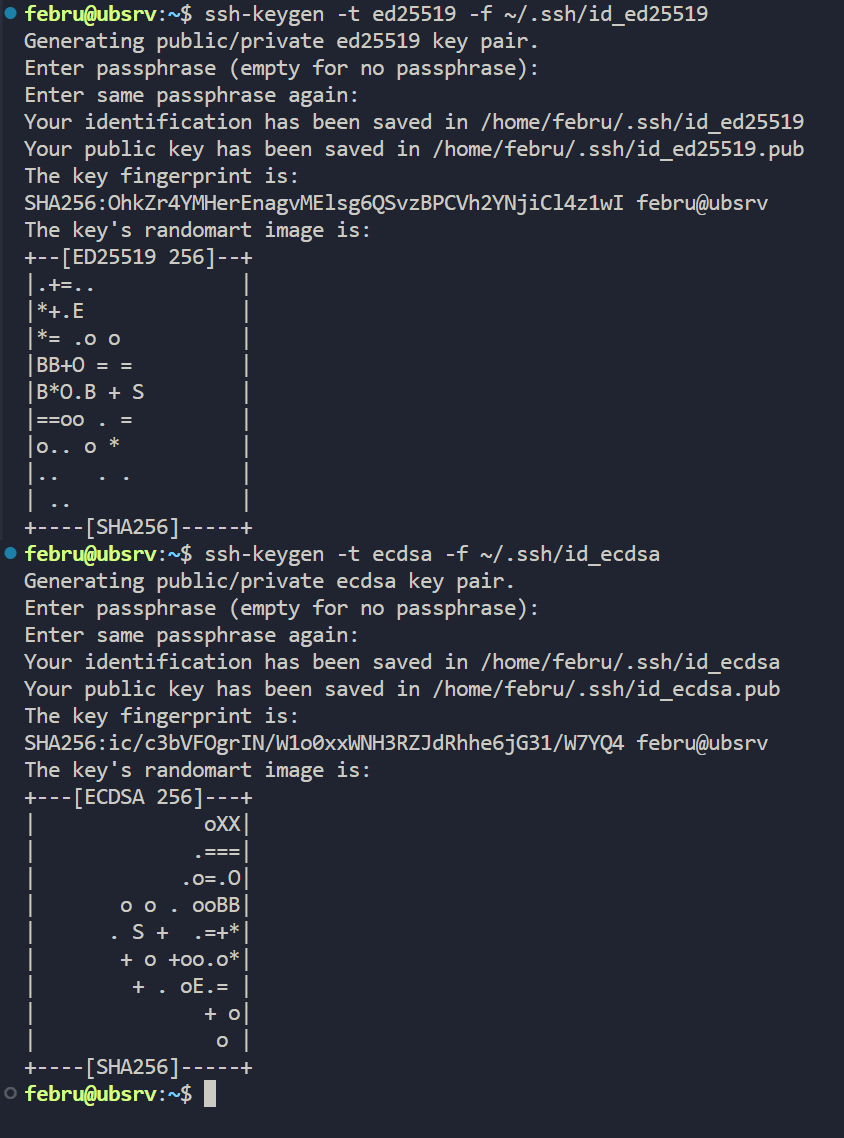 febru@ubsrv:~$ ssh-keygen -t ed25519 -f ~/.ssh/id_ed25519
Generating public/private ed25519 key pair.
Enter passphrase (empty for no passphrase):
Enter same passphrase again:
Your identification has been saved in /home/febru/.ssh/id_ed25519
Your public key has been saved in /home/febru/.ssh/id_ed25519.pub
The key fingerprint is:
SHA256:OhkZr4YMHerEnagvMElsg6QSvzBPCVh2YNjiCl4z1wI febru@ubsrv
The key's randomart image is:
+--[ED25519 256]--+
|.+=..            |
|*+.E             |
|*= .o o          |
|BB+O = =         |
|B*O.B + S        |
|==oo . =         |
|o.. o *          |
|..   . .         |
| ..              |
+----[SHA256]-----+
febru@ubsrv:~$ ssh-keygen -t ecdsa -f ~/.ssh/id_ecdsa
Generating public/private ecdsa key pair.
Enter passphrase (empty for no passphrase):
Enter same passphrase again:
Your identification has been saved in /home/febru/.ssh/id_ecdsa
Your public key has been saved in /home/febru/.ssh/id_ecdsa.pub
The key fingerprint is:
SHA256:ic/c3bVFOgrIN/W1o0xxWNH3RZJdRhhe6jG31/W7YQ4 febru@ubsrv
The key's randomart image is:
+---[ECDSA 256]---+
|              oXX|
|             .===|
|            .o=.O|
|       o o . ooBB|
|      . S +  .=+*|
|       + o +oo.o*|
|        + . oE.= |
|              + o|
|               o |
+----[SHA256]-----+
febru@ubsrv:~$